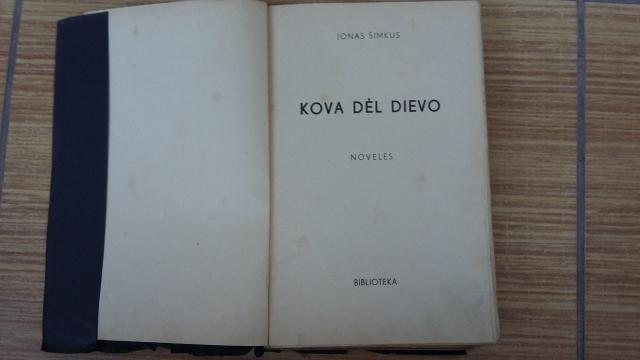 JONAS ŠIMKUS
KOVA DĖL DIEVO
NOVELĖS
BIBLIOTEKA